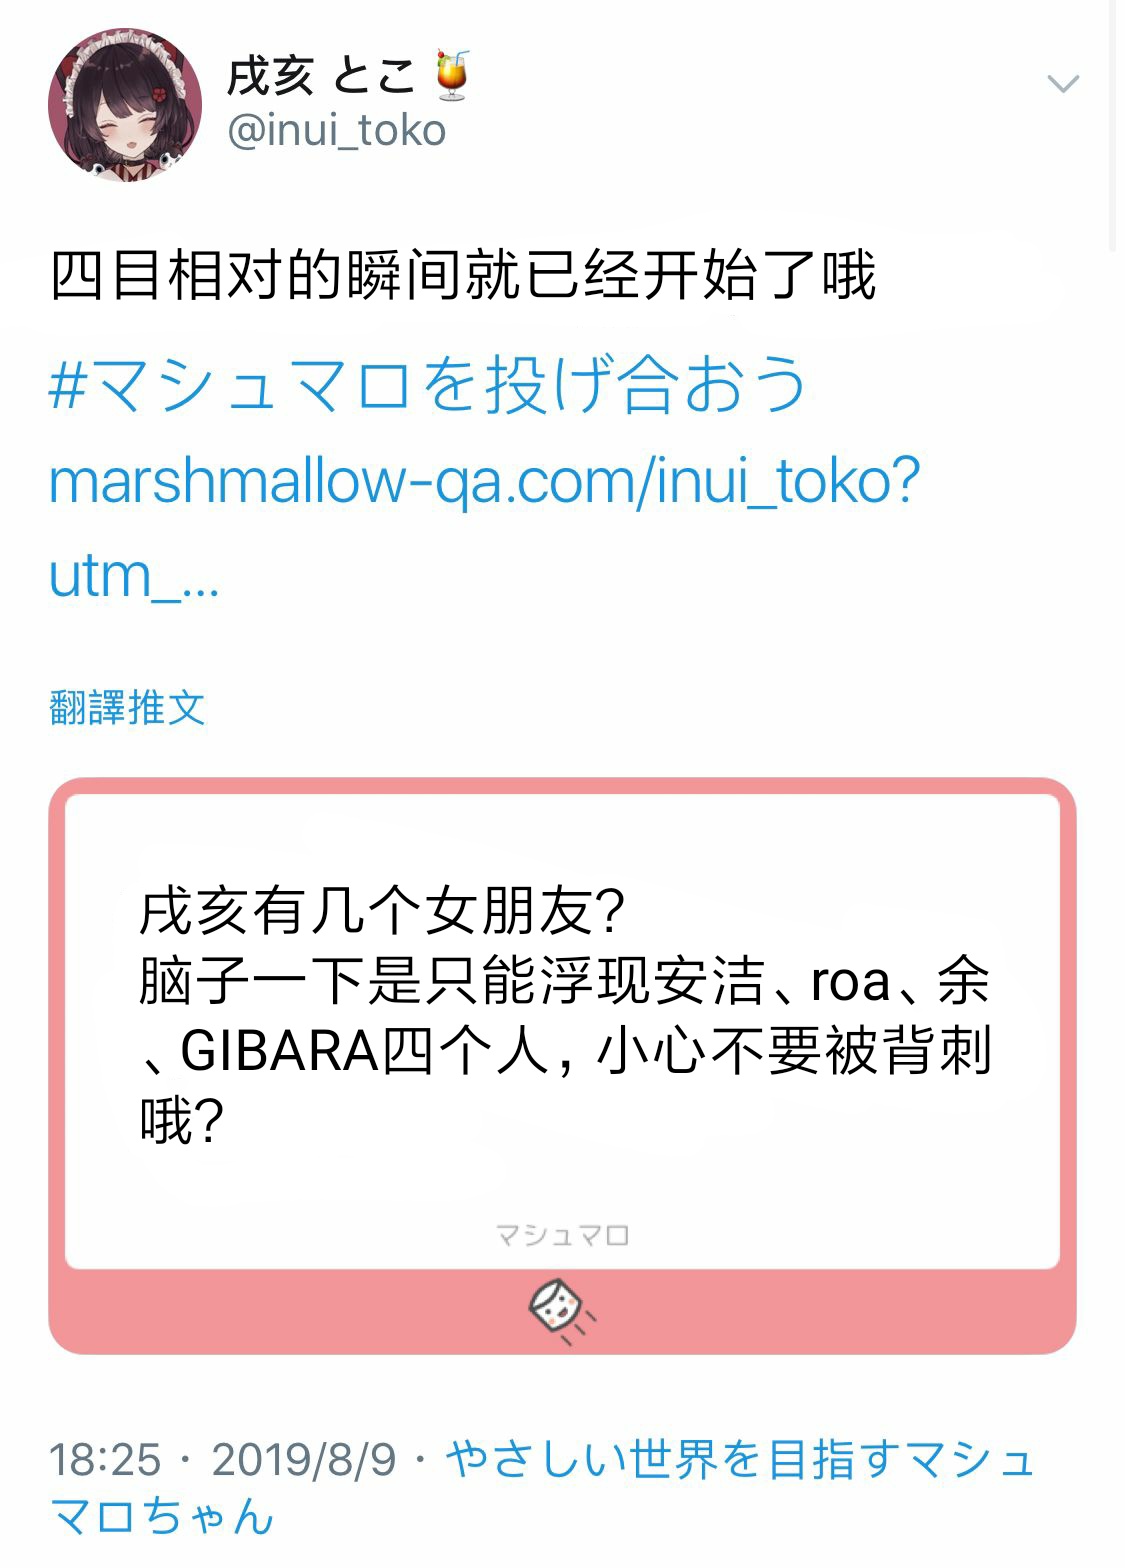 戌亥 とこ🍹
@inui_toko
四目相对的瞬间就已经开始了哦
#マシュマロを投げ合おう
marshmallow-qa.com/inui_toko?
utm_...
翻譯推文
戌亥有几个女朋友?
脑子一下是只能浮现安洁、roa、余
、GIBARA四个人, 小心不要被背刺
哦?
マシュマロ
18:25 · 2019/8/9 · やさしい世界を目指すマシュ
マロちゃん